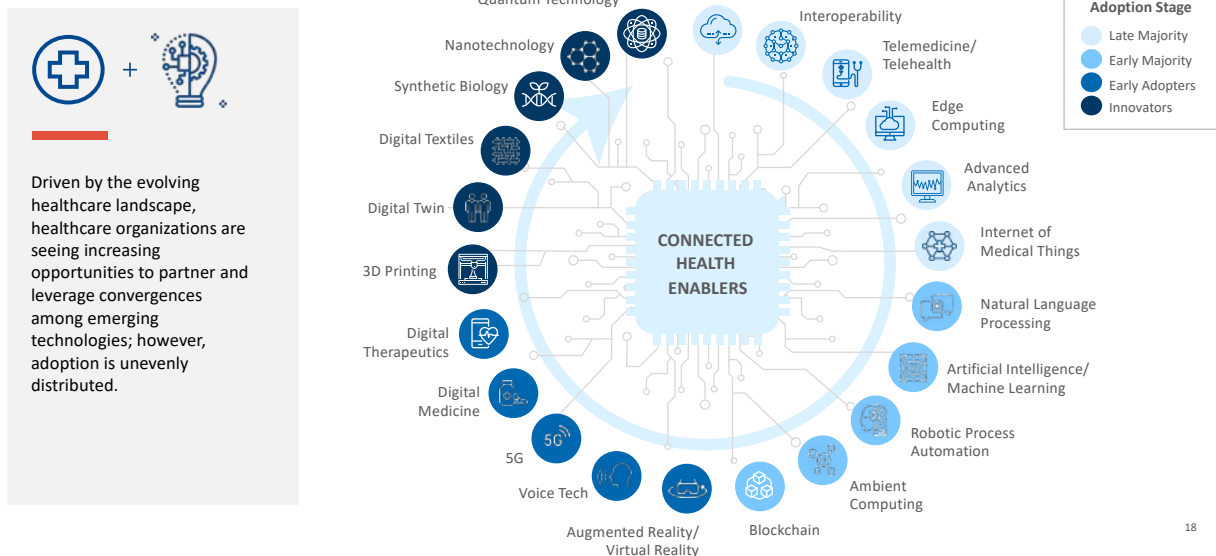 Driven by the evolving
healthcare landscape,
healthcare organizations are
seeing increasing
opportunities to partner and
leverage convergences
among emerging
technologies; however,
adoption is unevenly
distributed.
Quantum Technology
Nanotechnology
Synthetic Biology
Digital Textiles
Digital Twin
3D Printing
Digital
Therapeutics
Digital
Medicine
5G
5G
Voice Tech
Augmented Reality/
Virtual Reality
Blockchain
Ambient
Computing
Robotic Process
Automation
Artificial Intelligence/
Machine Learning
Natural Language
Processing
Internet of
Medical Things
Advanced
Analytics
Edge
Computing
Telemedicine/
Telehealth
Interoperability
CONNECTED
HEALTH
ENABLERS
Adoption Stage
Late Majority
Early Majority
Early Adopters
Innovators
18